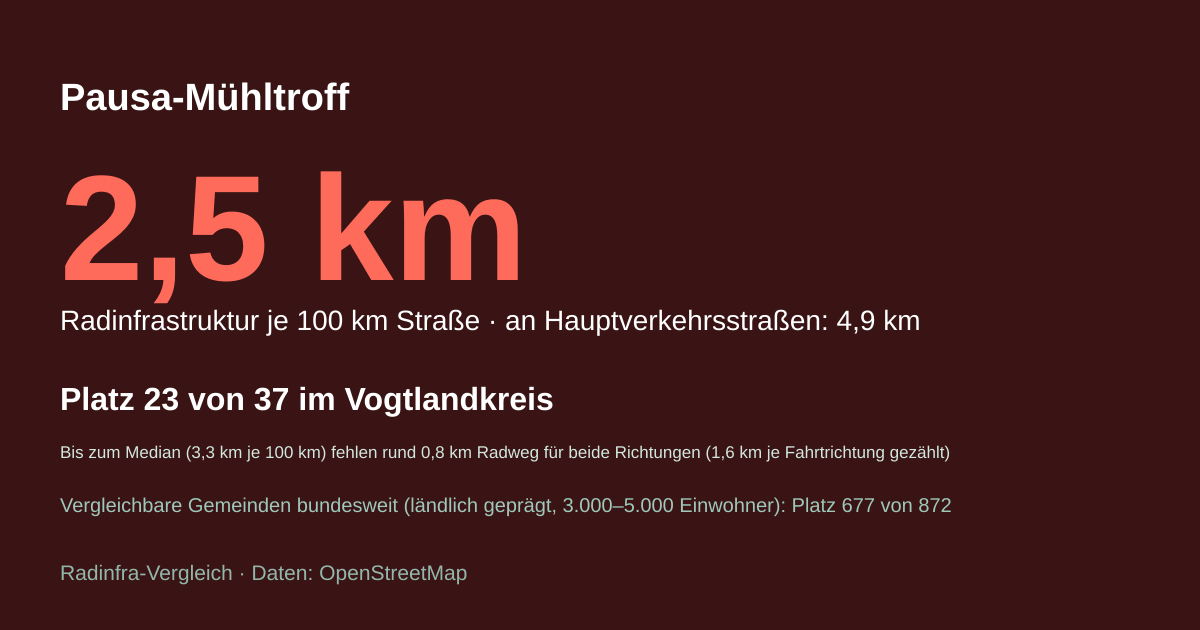 Pausa-Mühltroff
2,5 km
Radinfrastruktur je 100 km Straße · an Hauptverkehrsstraßen: 4,9 km
Platz 23 von 37 im Vogtlandkreis
Bis zum Median (3,3 km je 100 km) fehlen rund 0,8 km Radweg für beide Richtungen (1,6 km je Fahrtrichtung gezählt)
Vergleichbare Gemeinden bundesweit (ländlich geprägt, 3.000–5.000 Einwohner): Platz 677 von 872
Radinfra-Vergleich · Daten: OpenStreetMap